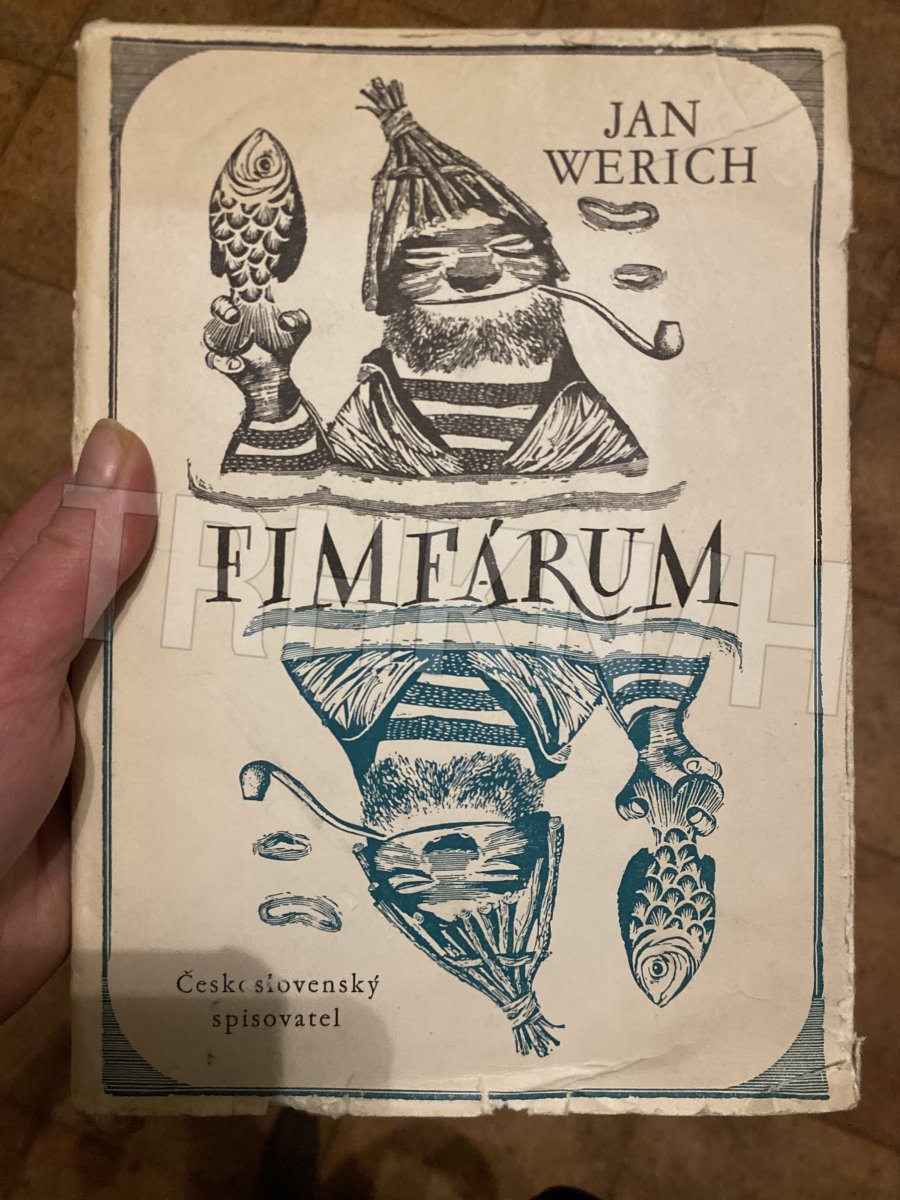 JAN
WERICH
FIMFÁRUM
Československý
spisovatel